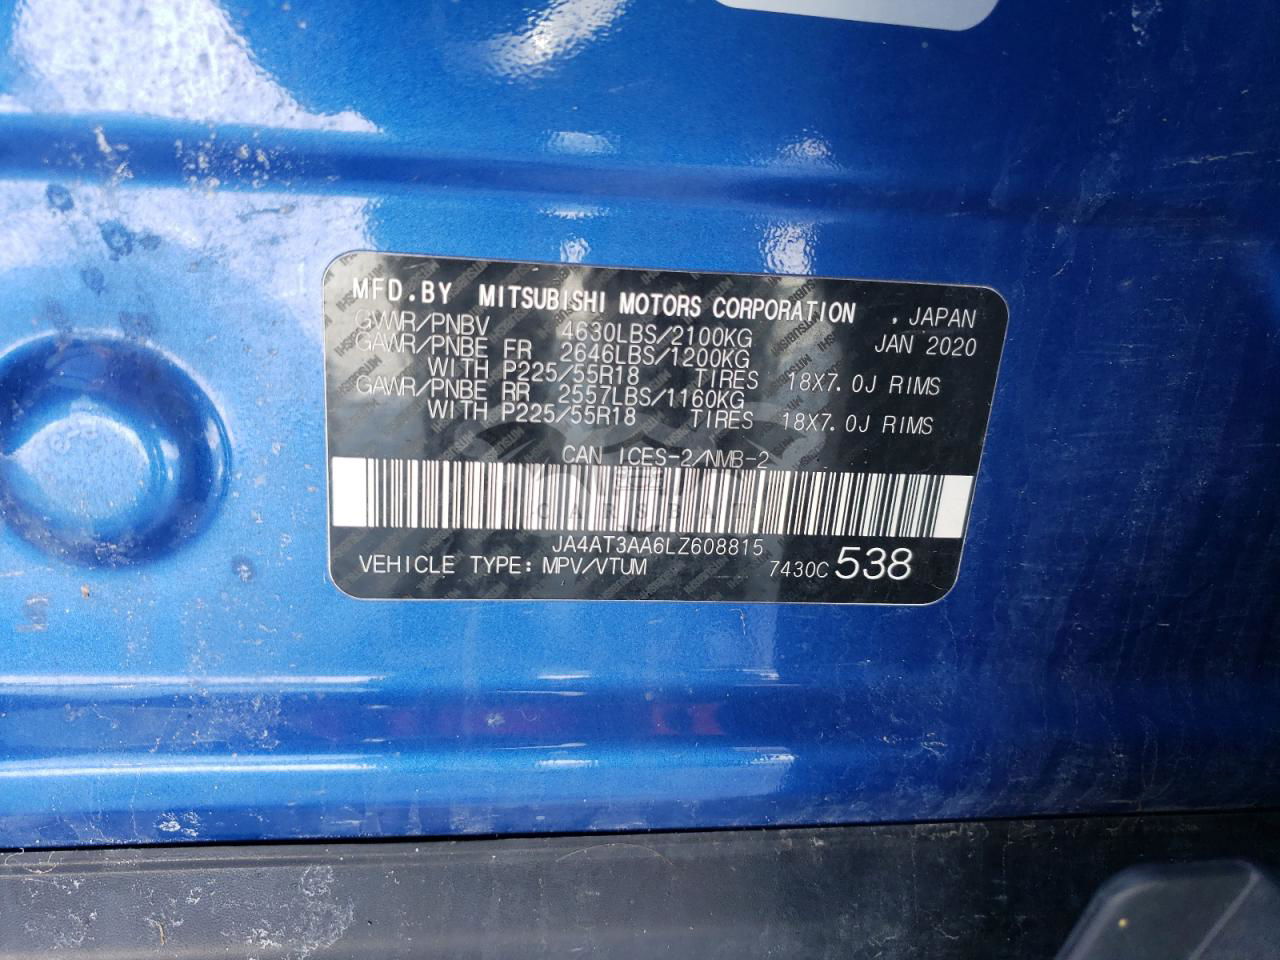 MFD.BY MITSUBISHI MOTORS CORPORATION , JAPAN
GVWR/PNBV 4630LBS/2100KG JAN 2020
GAWR/PNBE FR 2646LBS/1200KG
WITH P225/55R18 TIRES 18X7.0J RIMS
GAWR/PNBE RR 2557LBS/1160KG
WITH P225/55R18 TIRES 18X7.0J RIMS
CAN ICES-2/NMB-2
JA4AT3AA6LZ608815
VEHICLE TYPE: MPV/VTUM 7430C 538